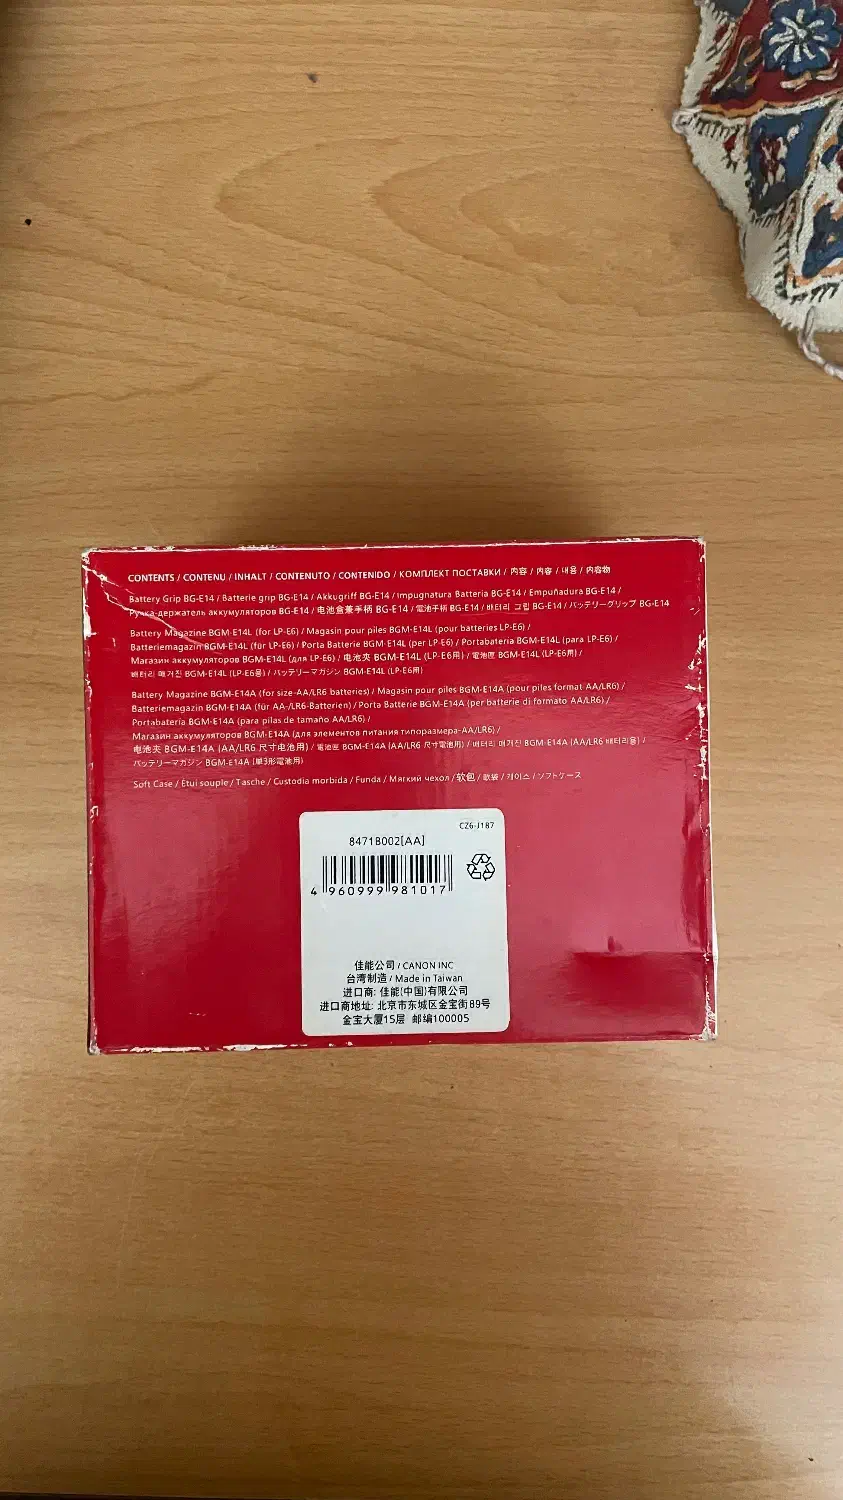 CONTENTS / CONTENU / INHALT / CONTENUTO / CONTENIDO / КОМПЛЕКТ ПОСТАВКИ / 内容 / 內容 / 내용 / 内容物
Battery Grip BG-E14 / Batterie grip BG-E14 / Akkugriff BG-E14 / Impugnatura Batteria BG-E14 / Empuñadura BG-E14 /
Ручка-держатель аккумуляторов BG-E14 / 电池盒兼手柄 BG-E14 / 電池手柄 BG-E14 / 배터리 그립 BG-E14 / バッテリーグリップ BG-E14
Battery Magazine BGM-E14L (for LP-E6) / Magasin pour piles BGM-E14L (pour batteries LP-E6) /
Batteriemagazin BGM-E14L (für LP-E6) / Porta Batterie BGM-E14L (per LP-E6) / Portabatería BGM-E14L (para LP-E6) /
Магазин аккумуляторов BGM-E14L (для LP-E6) / 电池夹 BGM-E14L (LP-E6用) / 電池匣 BGM-E14L (LP-E6用) /
배터리 매거진 BGM-E14L (LP-E6용) / バッテリーマガジン BGM-E14L (LP-E6用)
Battery Magazine BGM-E14A (for size-AA/LR6 batteries) / Magasin pour piles BGM-E14A (pour piles format AA/LR6) /
Batteriemagazin BGM-E14A (für AA-/LR6-Batterien) / Porta Batterie BGM-E14A (per batterie di formato AA/LR6) /
Portabatería BGM-E14A (para pilas de tamaño AA/LR6) /
Магазин аккумуляторов BGM-E14A (для элементов питания типоразмера-AA/LR6) /
电池夹 BGM-E14A (AA/LR6 尺寸电池用) / 電池匣 BGM-E14A (AA/LR6 尺寸電池用) / 배터리 매거진 BGM-E14A (AA/LR6 배터리용) /
バッテリーマガジン BGM-E14A (単3形電池用)
Soft Case / Étui souple / Tasche / Custodia morbida / Funda / Мягкий чехол / 软包 / 軟袋 / 케이스 / ソフトケース
CZ6-J187
8471B002[AA]
4 960999 981017
佳能公司 / CANON INC
台湾制造 / Made in Taiwan
进口商: 佳能(中国)有限公司
进口商地址: 北京市东城区金宝街89号
金宝大厦15层 邮编100005